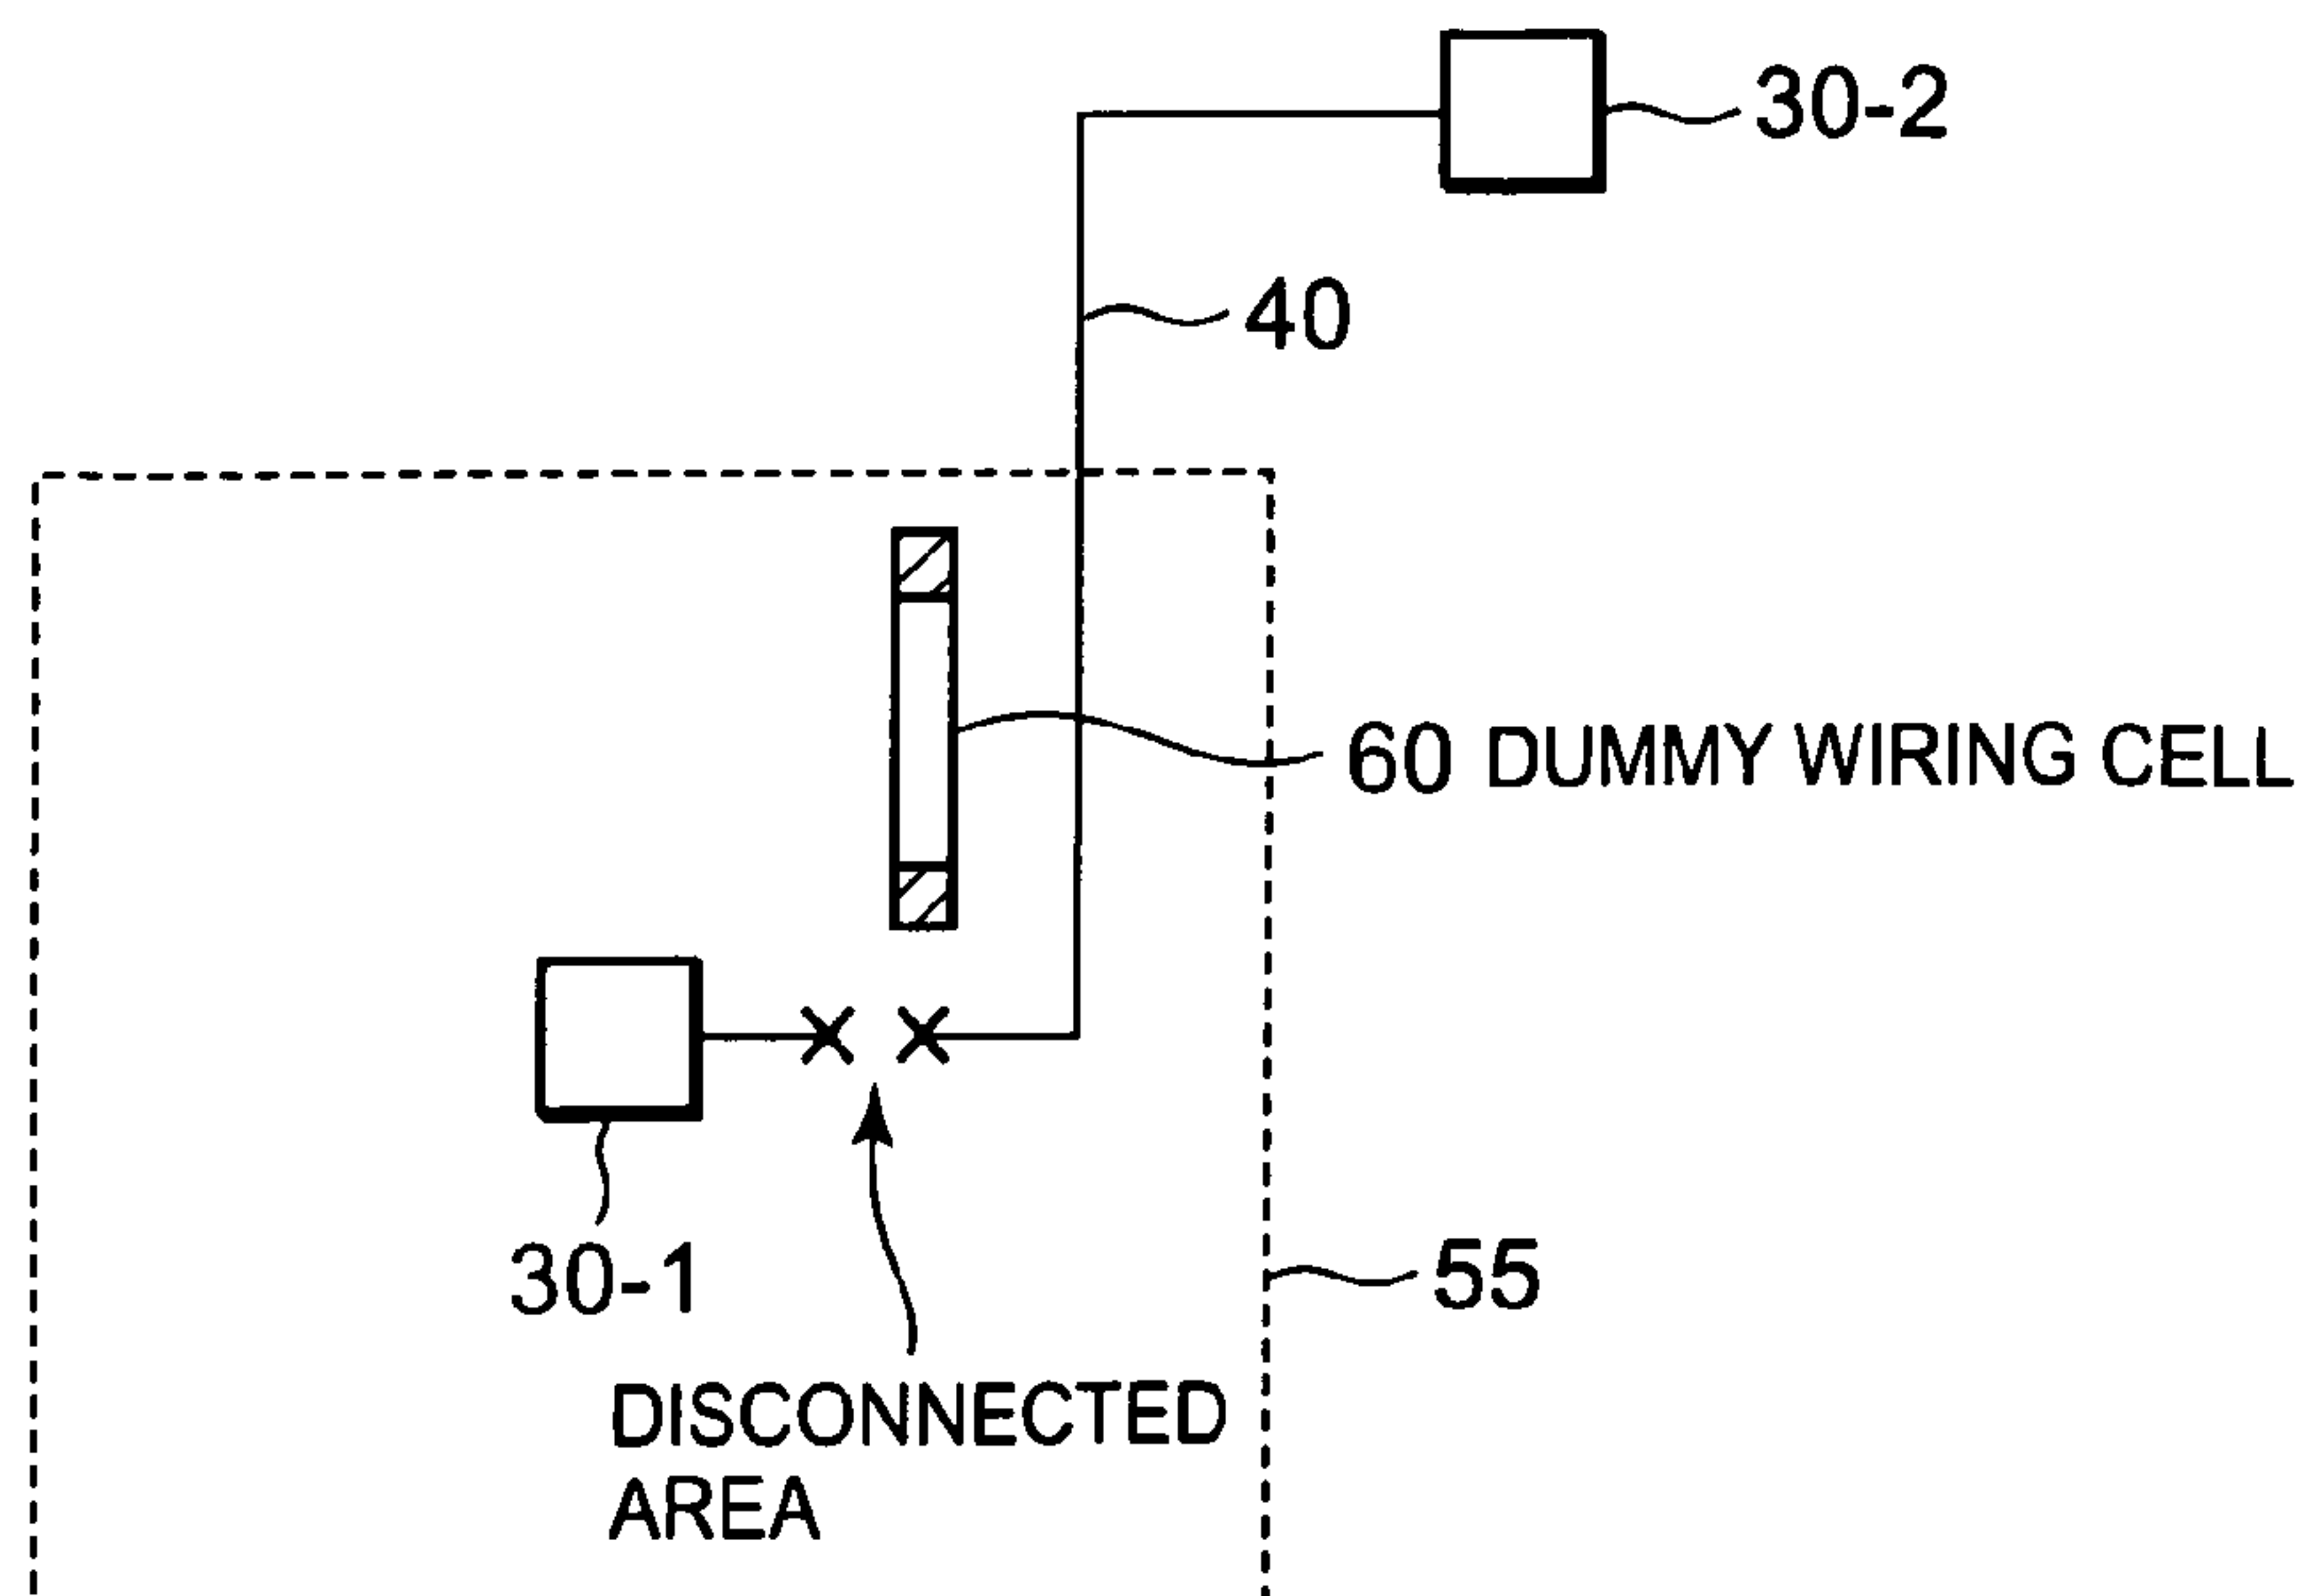 30-2
40
60 DUMMY WIRING CELL
30-1
55
DISCONNECTED
AREA